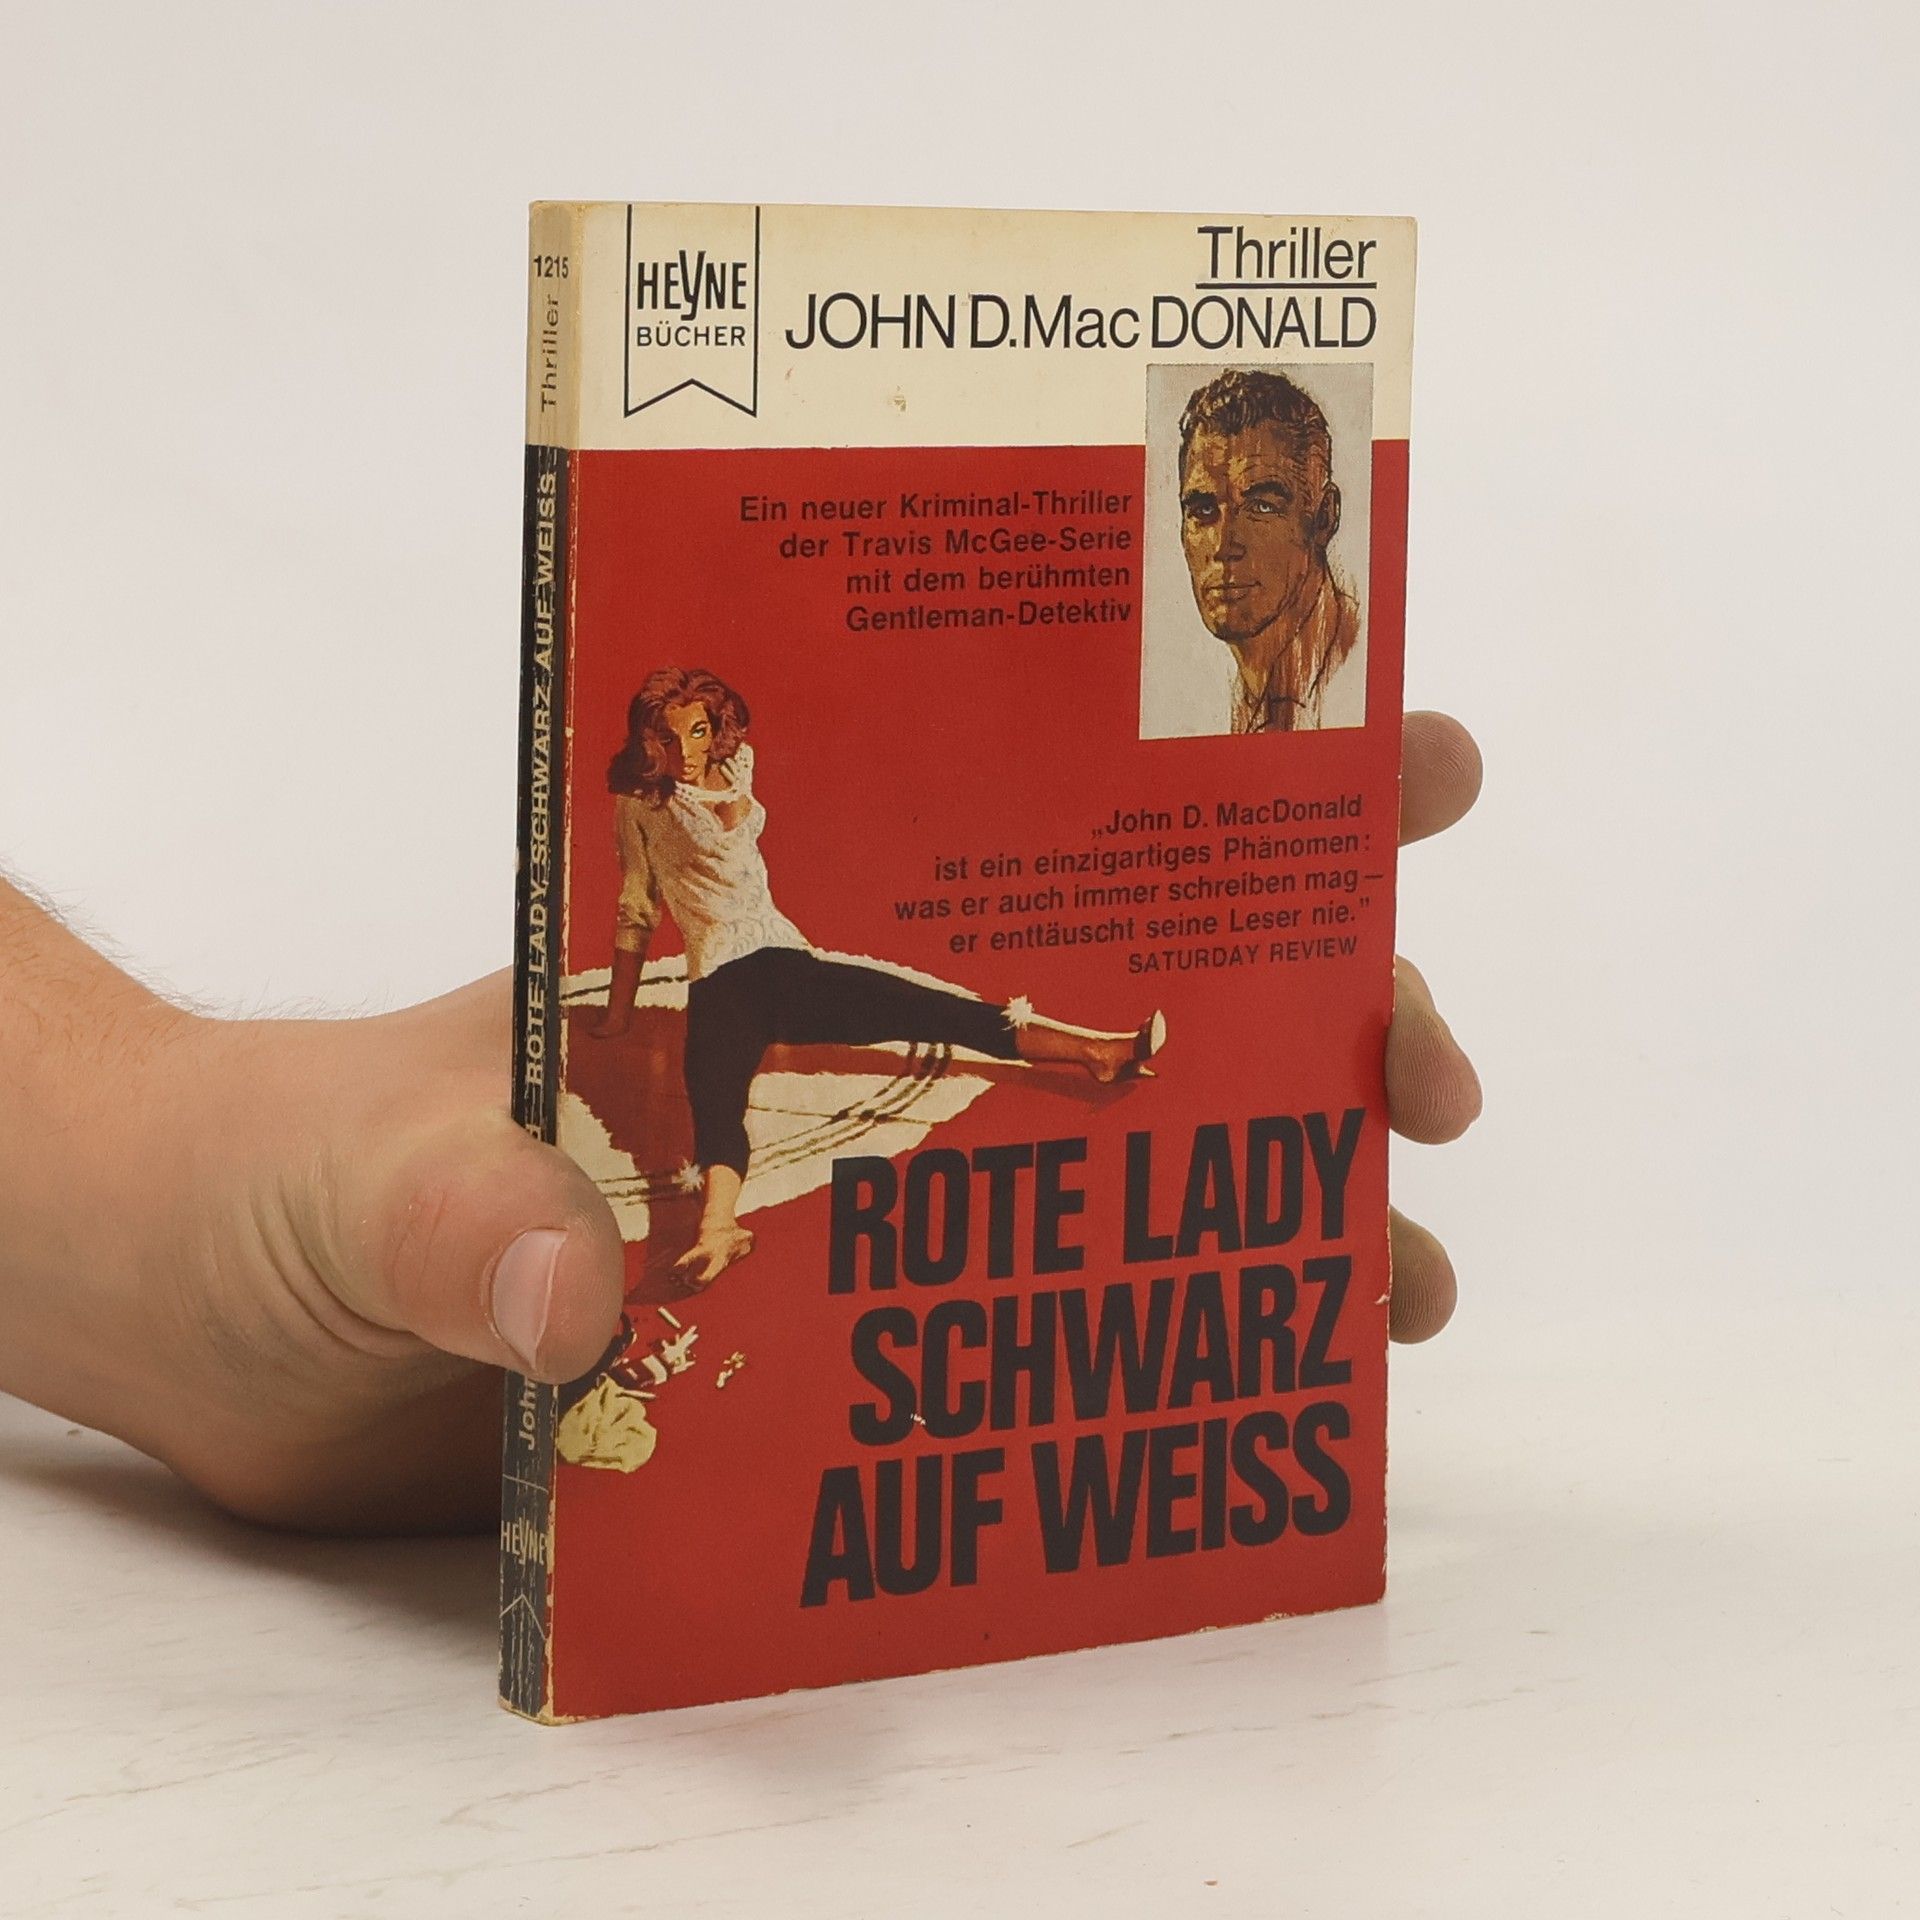 1215
Thriller
ROTE LADY SCHWARZ AUF WEISS
John
HEYNE
HEYNE
BÜCHER
Thriller
JOHN D. MacDONALD
Ein neuer Kriminal-Thriller
der Travis McGee-Serie
mit dem berühmten
Gentleman-Detektiv
„John D. MacDonald
ist ein einzigartiges Phänomen:
was er auch immer schreiben mag—
er enttäuscht seine Leser nie.”
SATURDAY REVIEW
ROTE LADY
SCHWARZ
AUF WEISS